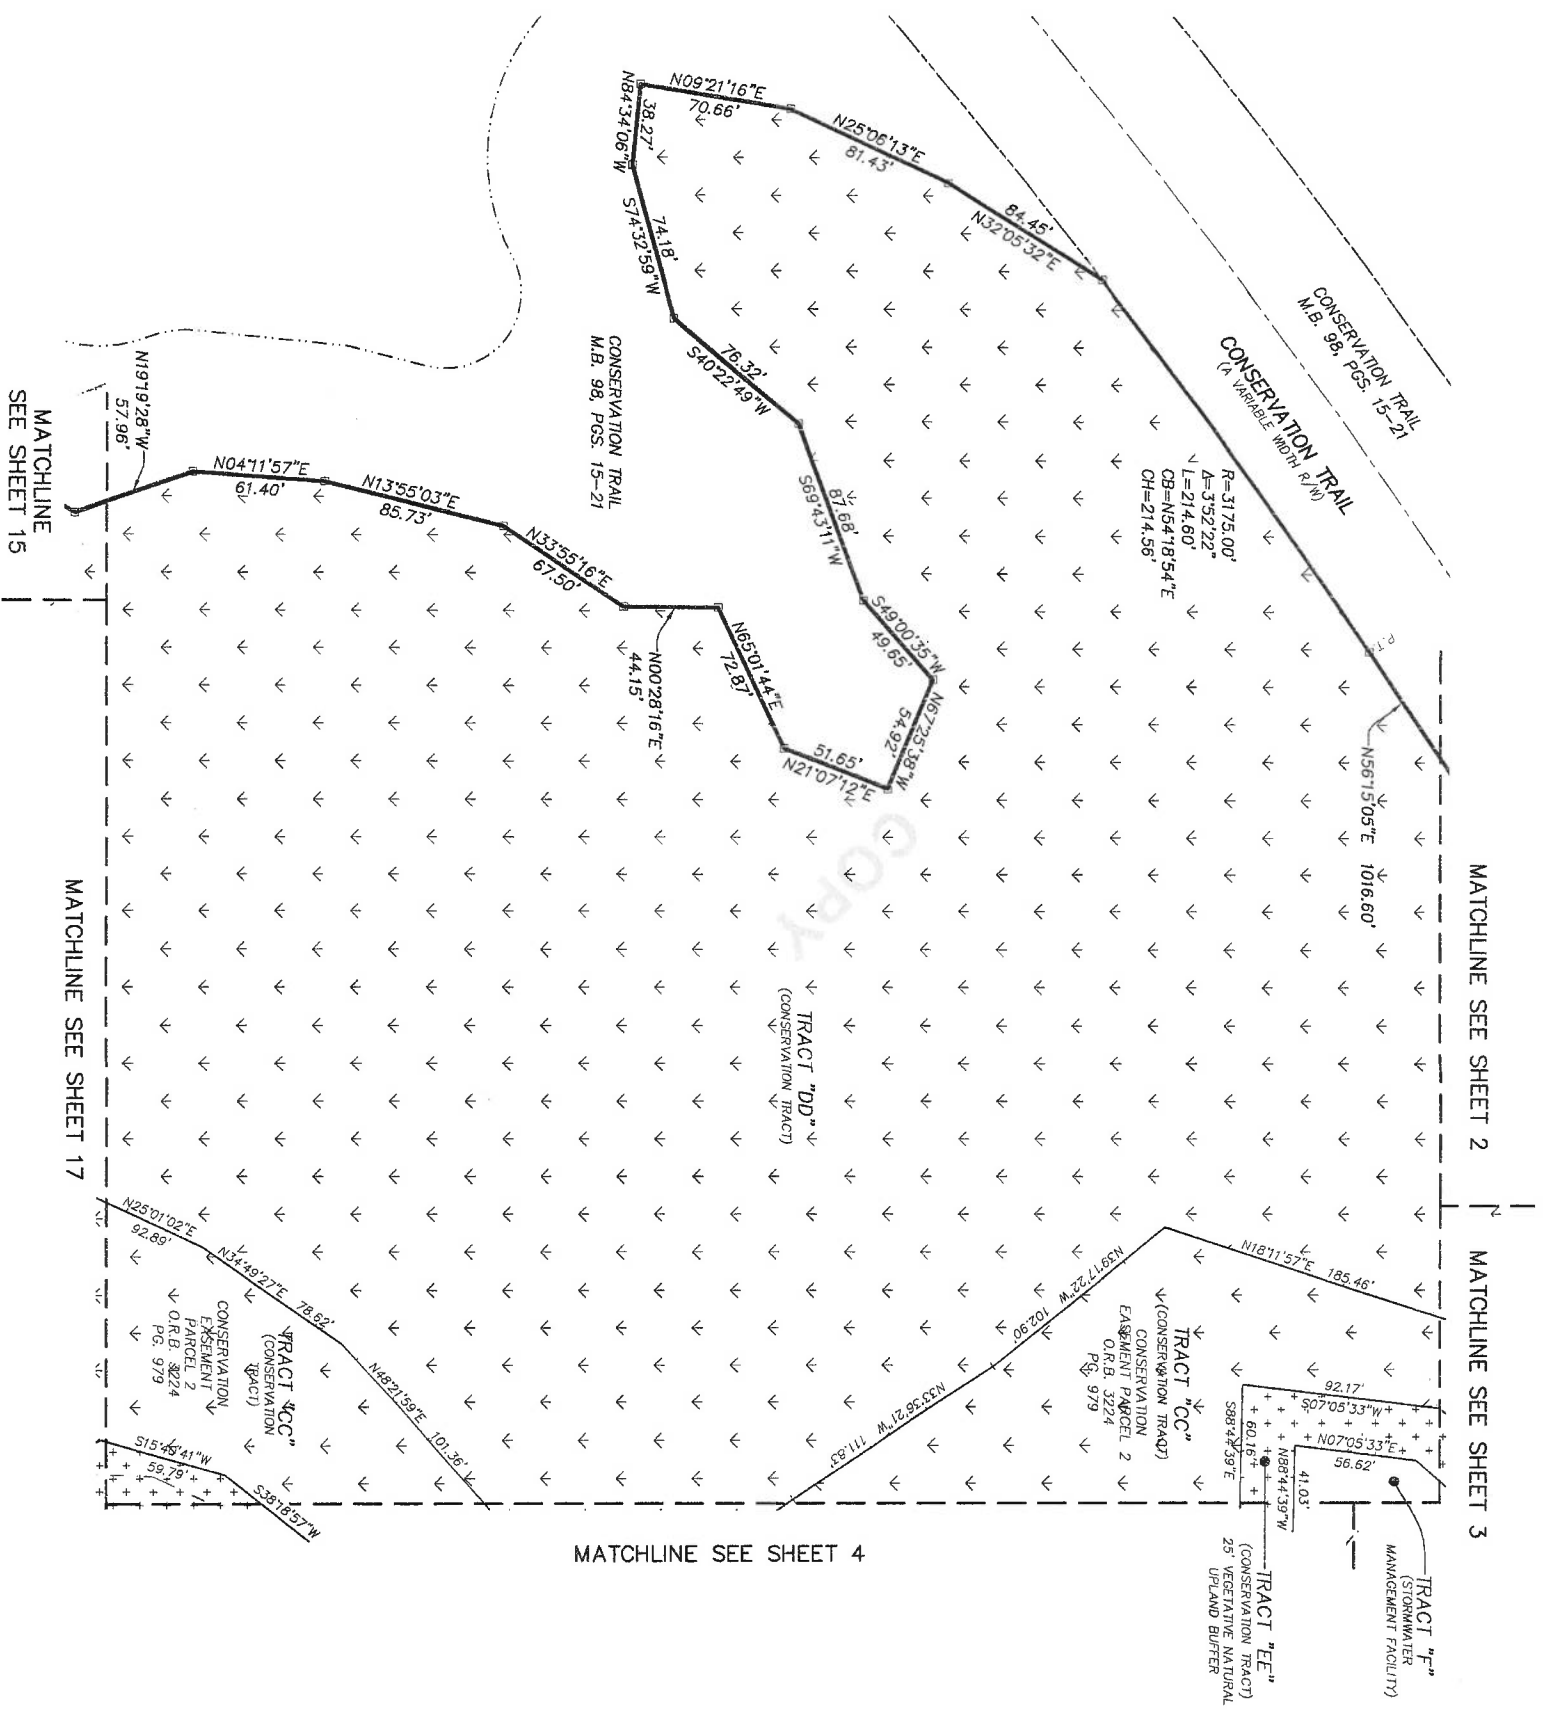 CONSERVATION TRAIL
M.B. 98, PGS. 15-21
CONSERVATION TRAIL
(A VARIABLE WIDTH R/W)
R=3175.00'
Δ=3°52'22"
L=214.60'
CB=N54°18'54"E
CH=214.56'
N09°21'16"E
70.66'
N25°06'13"E
81.43'
84.45'
N32°05'32"E
38.27'
N84°34'06"W
74.18'
S74°32'59"W
76.32'
S40°22'49"W
87.68'
S69°43'11"W
S49°00'35"W
49.65'
N67°25'38"W
54.92'
51.65'
N21°07'12"E
N65°01'44"E
72.87'
N00°28'16"E
44.15'
N33°55'16"E
67.50'
N13°55'03"E
85.73'
N04°11'57"E
61.40'
N19°19'28"W
57.96'
CONSERVATION TRAIL
M.B. 98, PGS. 15-21
MATCHLINE
SEE SHEET 15
N56°15'05"E 1016.60'
COPY
TRACT "DD"
(CONSERVATION TRACT)
MATCHLINE SEE SHEET 2
MATCHLINE SEE SHEET 3
MATCHLINE SEE SHEET 17
MATCHLINE SEE SHEET 4
N18°11'57"E 185.46'
N39°17'22"W 102.90'
N33°36'21"W 111.83'
TRACT "CC"
(CONSERVATION TRACT)
CONSERVATION
EASEMENT PARCEL 2
O.R.B. 3224
PG. 979
92.17'
S07°05'33"W
N07°05'33"E
56.62'
60.16'
S88°44'39"E
N88°44'39"W
41.03'
TRACT "F"
(STORMWATER
MANAGEMENT FACILITY)
TRACT "EE"
(CONSERVATION TRACT)
25' VEGETATIVE NATURAL
UPLAND BUFFER
N25°01'02"E
92.89'
N34°49'27"E 78.62'
N48°21'59"E 101.36'
TRACT "CC"
(CONSERVATION
TRACT)
CONSERVATION
EASEMENT
PARCEL 2
O.R.B. 3224
PG. 979
59.79'
S38°18'57"W